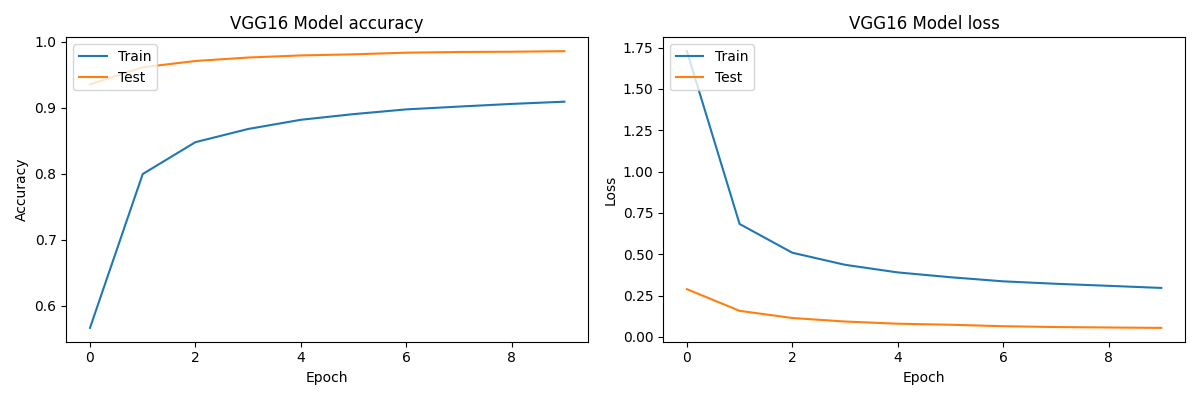 VGG16 Model accuracy
1.0
0.9
0.8
0.7
0.6
Accuracy
Train
Test
0 2 4 6 8
Epoch
VGG16 Model loss
1.75
1.50
1.25
1.00
0.75
0.50
0.25
0.00
Loss
Train
Test
0 2 4 6 8
Epoch